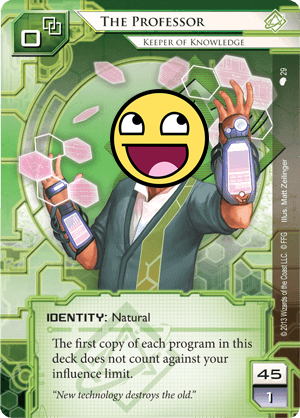 0
THE PROFESSOR
KEEPER OF KNOWLEDGE
29
Illus. Matt Zeilinger
© 2013 Wizards of the Coast LLC. © FFG
IDENTITY: Natural
The first copy of each program in this
deck does not count against your
influence limit.
"New technology destroys the old."
45
1